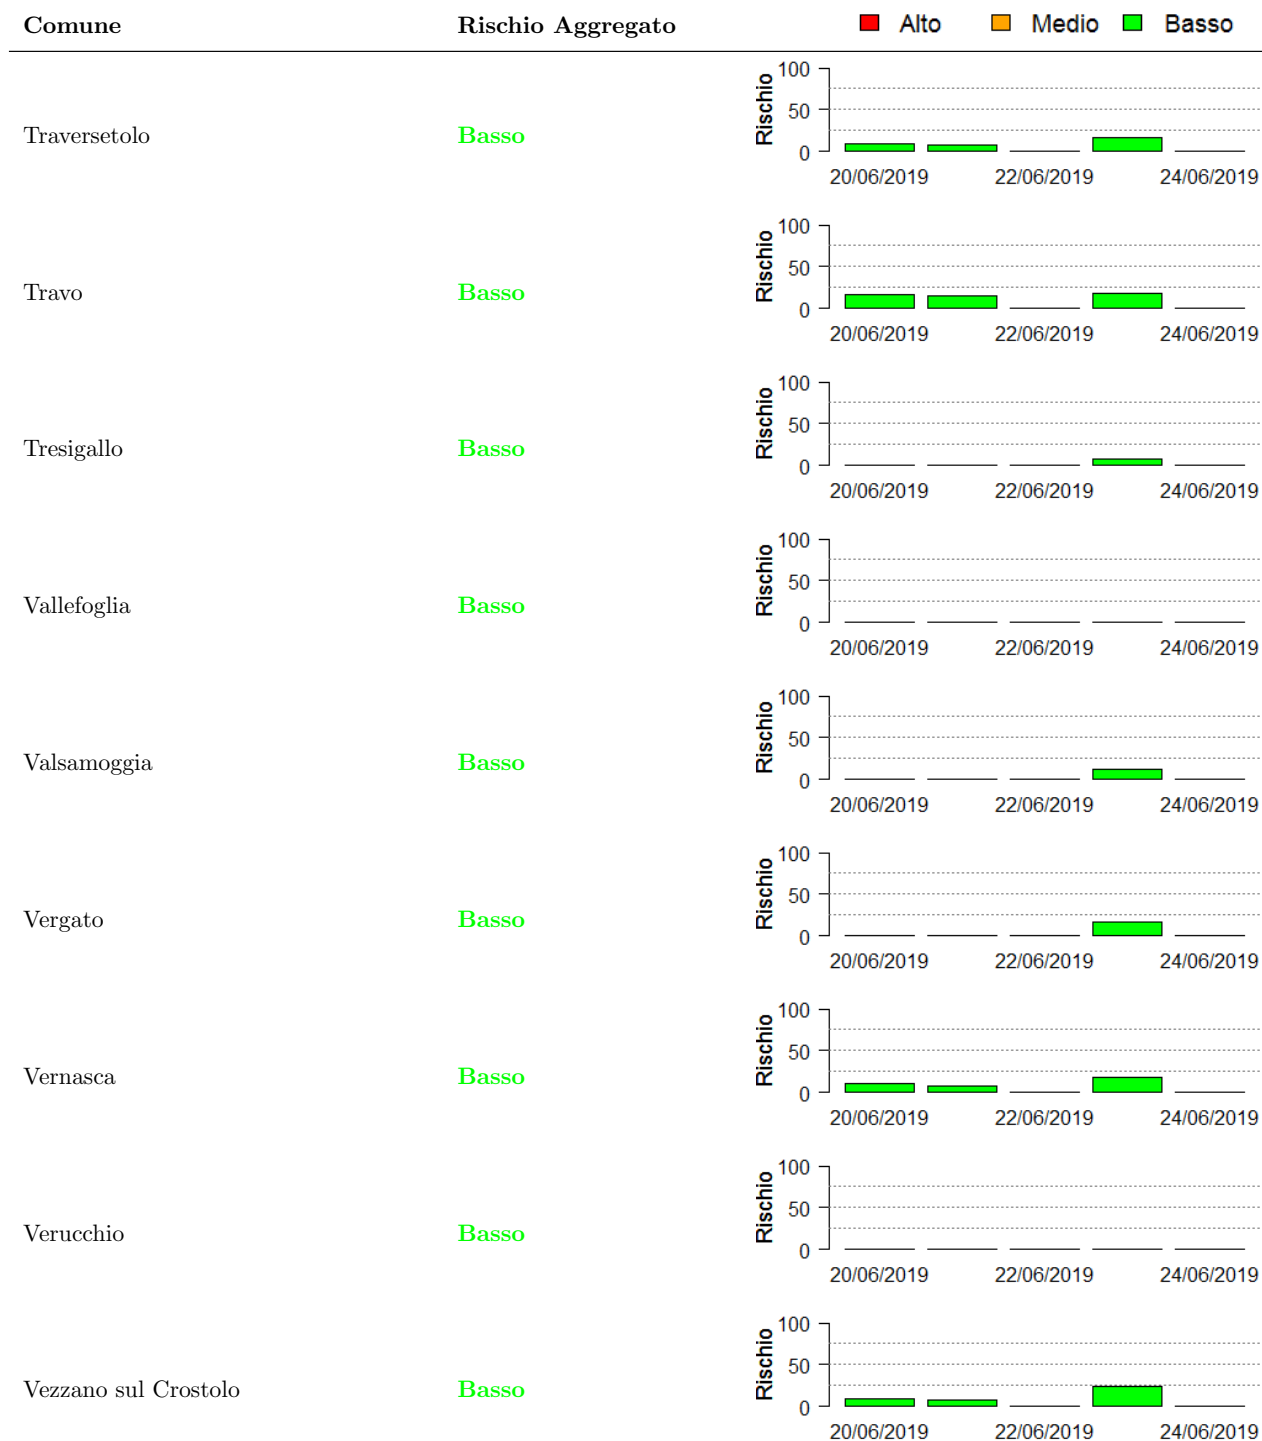 Comune Rischio Aggregato Alto Medio Basso
Traversetolo Basso
Rischio
100
50
0
20/06/2019 22/06/2019 24/06/2019
Travo Basso
Rischio
100
50
0
20/06/2019 22/06/2019 24/06/2019
Tresigallo Basso
Rischio
100
50
0
20/06/2019 22/06/2019 24/06/2019
Vallefoglia Basso
Rischio
100
50
0
20/06/2019 22/06/2019 24/06/2019
Valsamoggia Basso
Rischio
100
50
0
20/06/2019 22/06/2019 24/06/2019
Vergato Basso
Rischio
100
50
0
20/06/2019 22/06/2019 24/06/2019
Vernasca Basso
Rischio
100
50
0
20/06/2019 22/06/2019 24/06/2019
Verucchio Basso
Rischio
100
50
0
20/06/2019 22/06/2019 24/06/2019
Vezzano sul Crostolo Basso
Rischio
100
50
0
20/06/2019 22/06/2019 24/06/2019